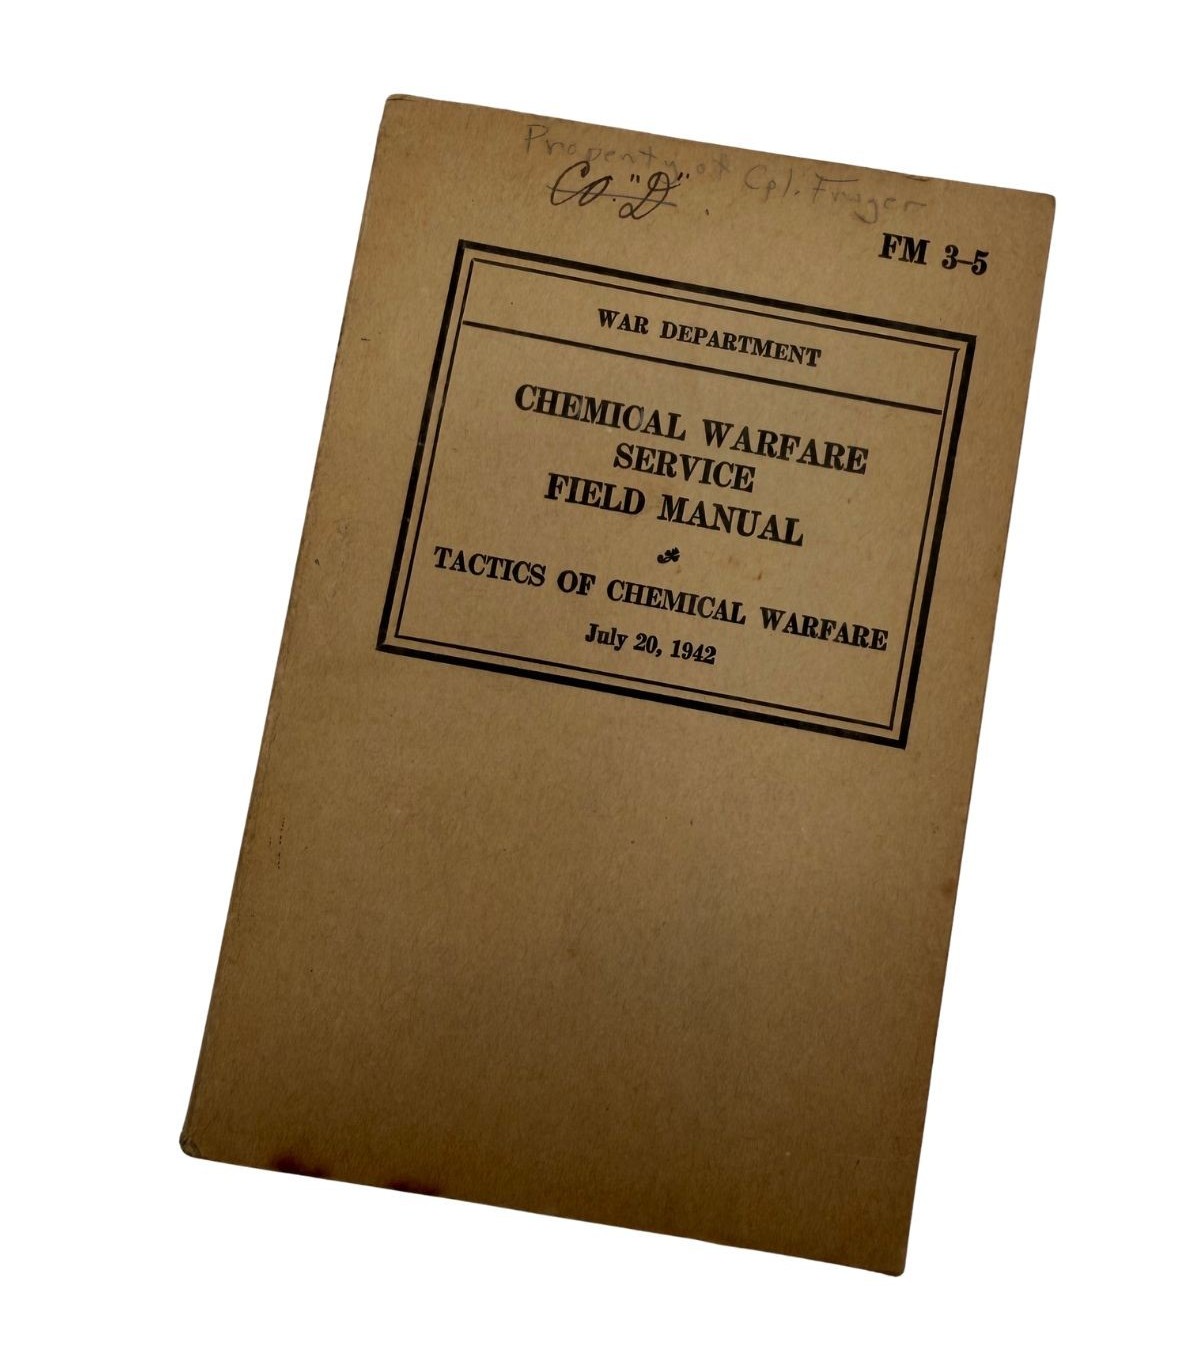 Property of Cpl.
Co. "D".
FM 3–5
WAR DEPARTMENT
CHEMICAL WARFARE
SERVICE
FIELD MANUAL
TACTICS OF CHEMICAL WARFARE
July 20, 1942